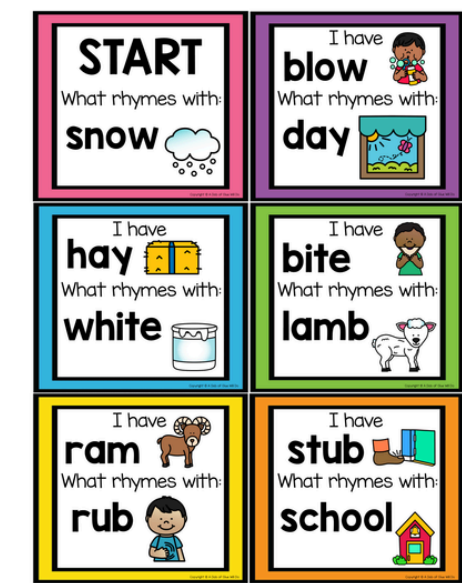 START
What rhymes with:
snow
I have
blow
What rhymes with:
day
I have
hay
What rhymes with:
white
I have
bite
What rhymes with:
lamb
I have
ram
What rhymes with:
rub
I have
stub
What rhymes with:
school